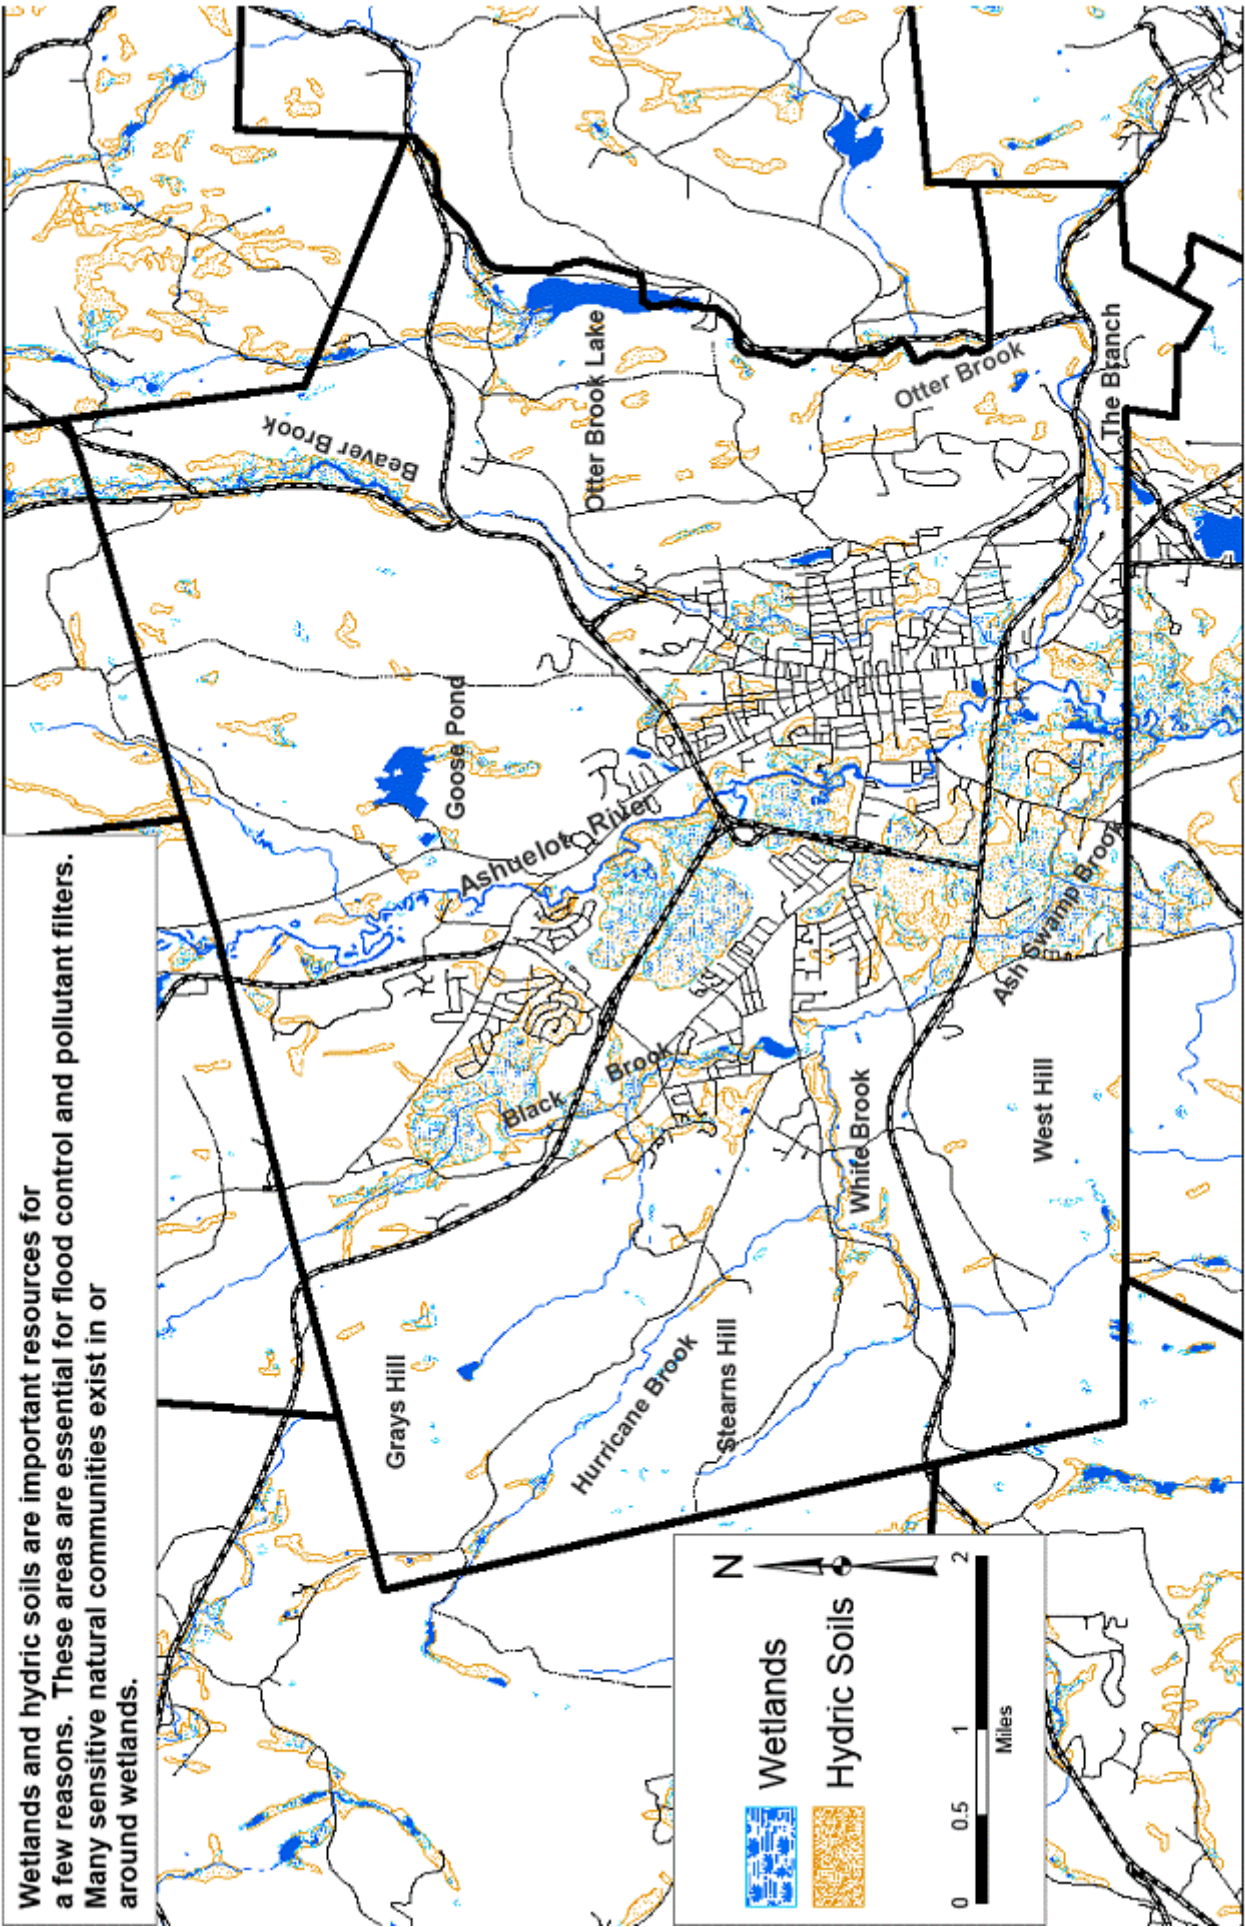 Wetlands and hydric soils are important resources for
a few reasons.  These areas are essential for flood control and pollutant filters.
Many sensitive natural communities exist in or
around wetlands.
Beaver Brook
Otter Brook Lake
Otter Brook
The Branch
Goose Pond
Ashuelot River
Ash Swamp Brook
Black Brook
White Brook
West Hill
Grays Hill
Hurricane Brook
Stearns Hill
Wetlands
Hydric Soils
N
0 0.5 1 2
Miles